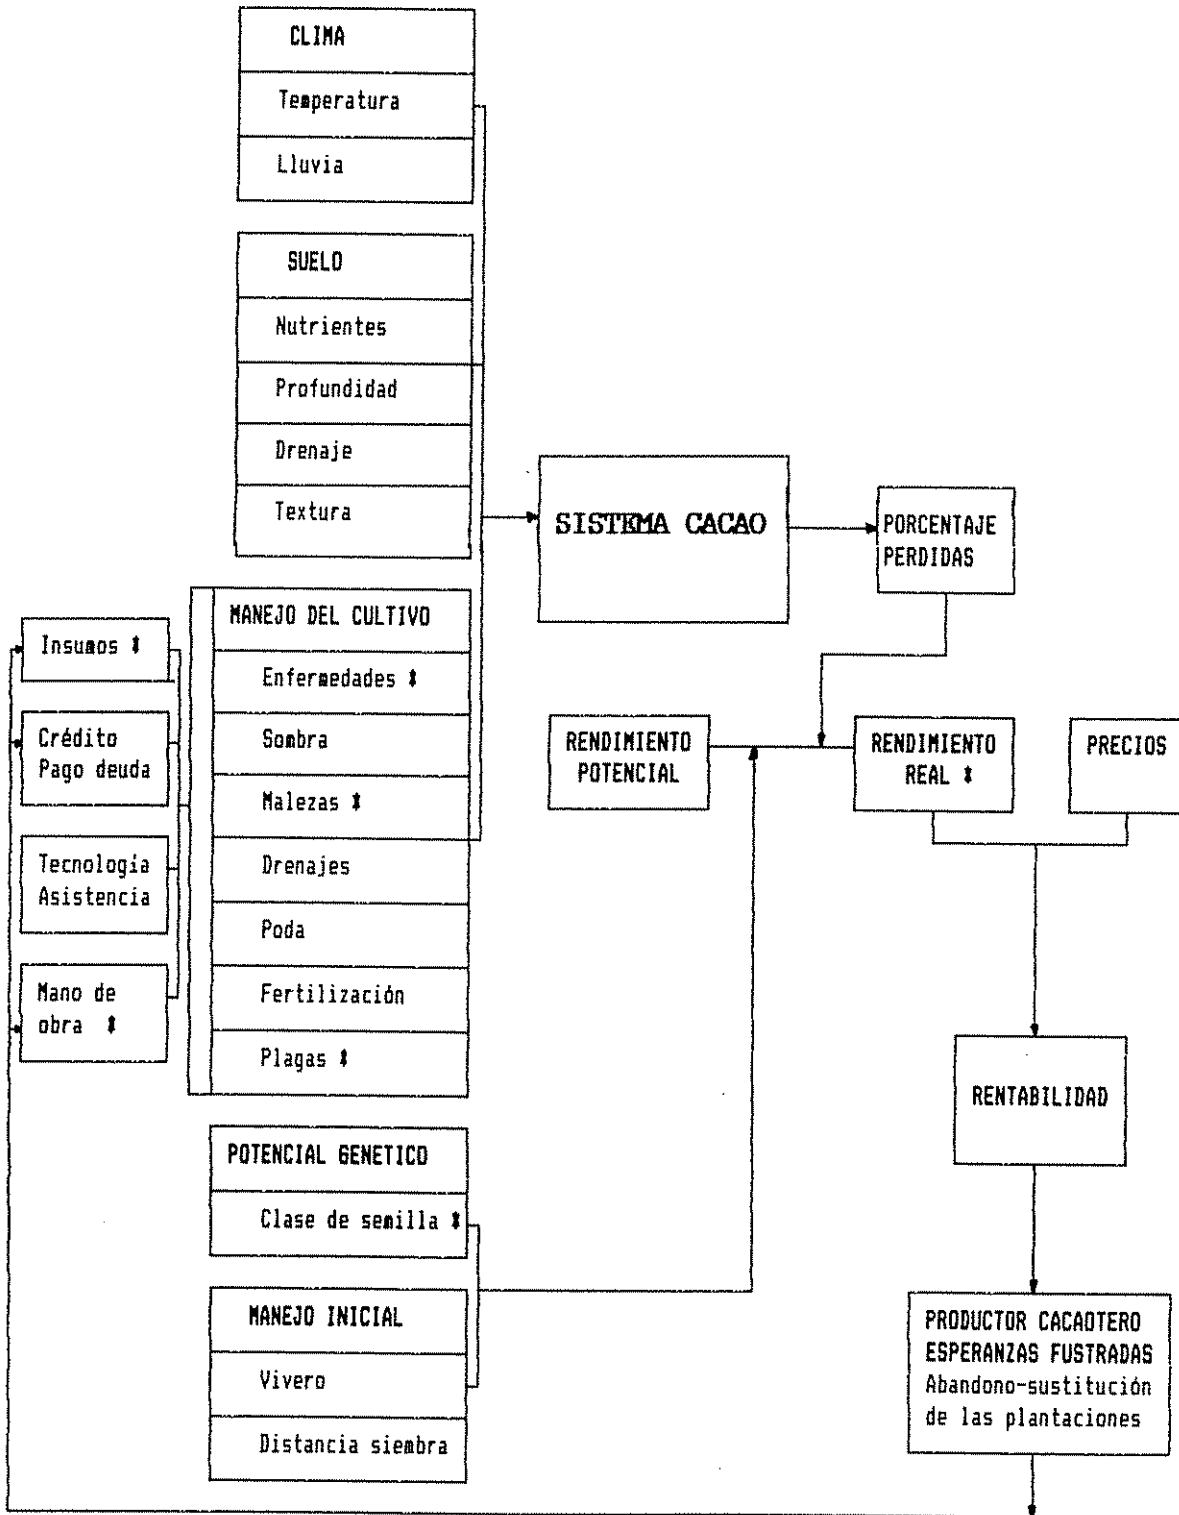 CLIMA
Temperatura
Lluvia
SUELO
Nutrientes
Profundidad
Drenaje
Textura
SISTEMA CACAO
PORCENTAJE
PERDIDAS
Insumos *
Crédito
Pago deuda
Tecnología
Asistencia
Mano de
obra *
MANEJO DEL CULTIVO
Enfermedades *
Sombra
Malezas *
Drenajes
Poda
Fertilización
Plagas *
RENDIMIENTO
POTENCIAL
RENDIMIENTO
REAL *
PRECIOS
RENTABILIDAD
POTENCIAL GENETICO
Clase de semilla *
MANEJO INICIAL
Vivero
Distancia siembra
PRODUCTOR CACAOTERO
ESPERANZAS FUSTRADAS
Abandono-sustitución
de las plantaciones